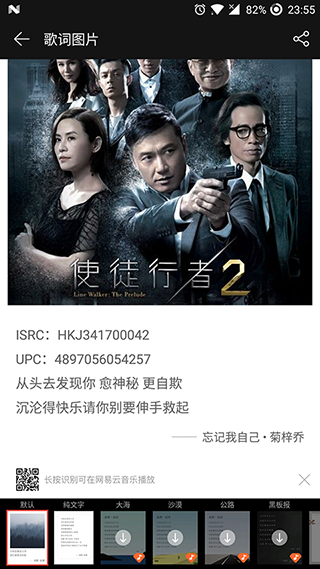 N
82%
23:55
歌词图片
使徒行者2
Line Walker: The Prelude
ISRC：HKJ341700042
UPC：4897056054257
从头去发现你 愈神秘 更自欺
沉沦得快乐请你别要伸手救起
—— 忘记我自己 • 菊梓乔
长按识别可在网易云音乐播放
默认 纯文字 大海 沙漠 公路 黑板报